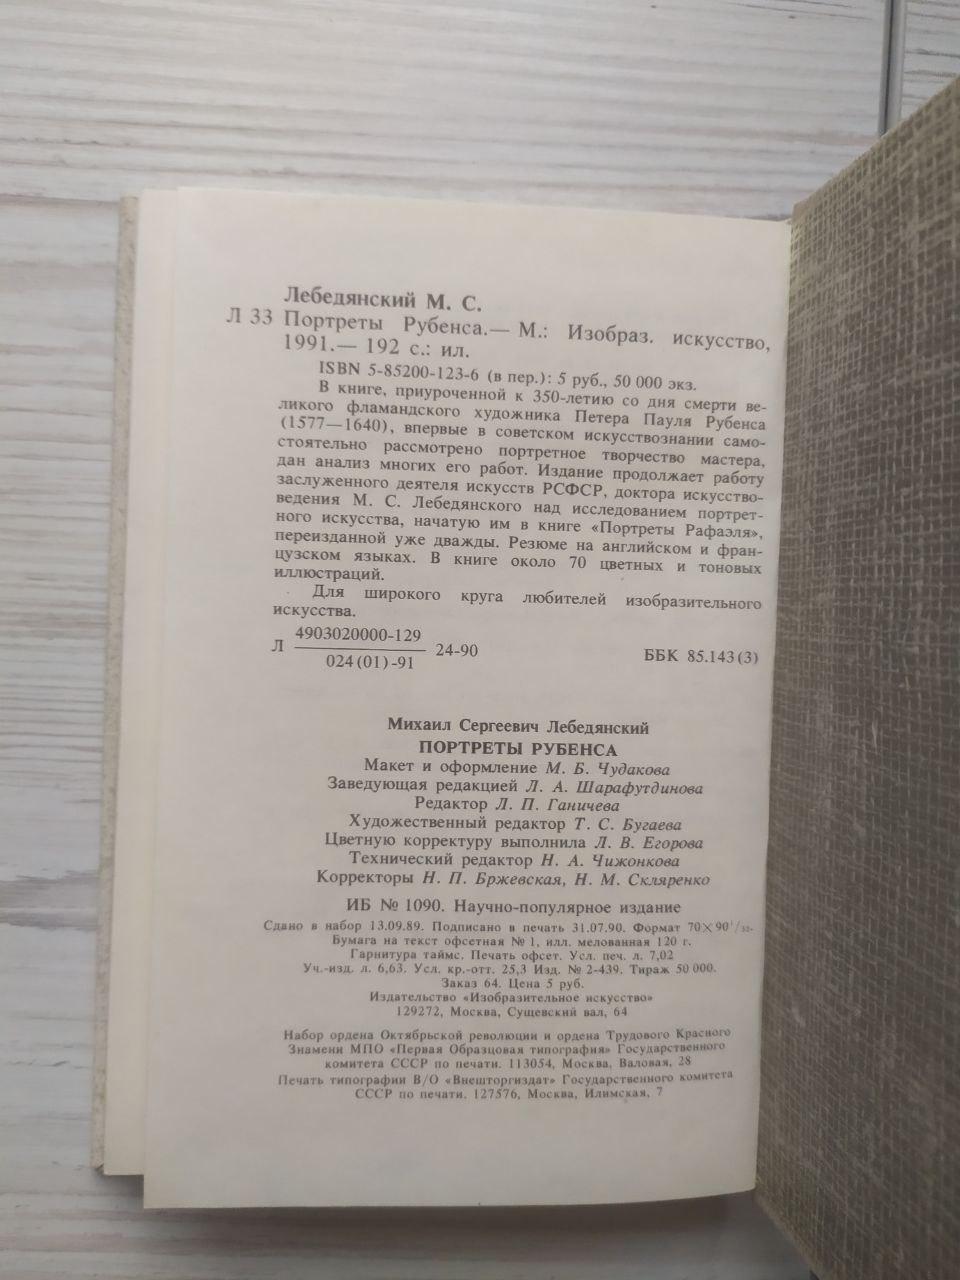 Лебедянский М. С.
Л 33 Портреты Рубенса.— М.: Изобраз. искусство,
1991.— 192 с.: ил.
ISBN 5-85200-123-6 (в пер.): 5 руб., 50 000 экз.
В книге, приуроченной к 350-летию со дня смерти ве-
ликого фламандского художника Петера Пауля Рубенса
(1577—1640), впервые в советском искусствознании само-
стоятельно рассмотрено портретное творчество мастера,
дан анализ многих его работ. Издание продолжает работу
заслуженного деятеля искусств РСФСР, доктора искусство-
ведения М. С. Лебедянского над исследованием портрет-
ного искусства, начатую им в книге «Портреты Рафаэля»,
переизданной уже дважды. Резюме на английском и фран-
цузском языках. В книге около 70 цветных и тоновых
иллюстраций.
Для широкого круга любителей изобразительного
искусства.
Л 4903020000-129
024(01)-91 24-90 ББК 85.143(3)
Михаил Сергеевич Лебедянский
ПОРТРЕТЫ РУБЕНСА
Макет и оформление М. Б. Чудакова
Заведующая редакцией Л. А. Шарафутдинова
Редактор Л. П. Ганичева
Художественный редактор Т. С. Бугаева
Цветную корректуру выполнила Л. В. Егорова
Технический редактор Н. А. Чижонкова
Корректоры Н. П. Бржевская, Н. М. Скляренко
ИБ № 1090. Научно-популярное издание
Сдано в набор 13.09.89. Подписано в печать 31.07.90. Формат 70×90 1/32.
Бумага на текст офсетная № 1, илл. мелованная 120 г.
Гарнитура таймс. Печать офсет. Усл. печ. л. 7,02
Уч.-изд. л. 6,63. Усл. кр.-отт. 25,3 Изд. № 2-439. Тираж 50 000.
Заказ 64. Цена 5 руб.
Издательство «Изобразительное искусство»
129272, Москва, Сущевский вал, 64
Набор ордена Октябрьской революции и ордена Трудового Красного
Знамени МПО «Первая Образцовая типография» Государственного
комитета СССР по печати. 113054, Москва, Валовая, 28
Печать типографии В/О «Внешторгиздат» Государственного комитета
СССР по печати. 127576, Москва, Илимская, 7